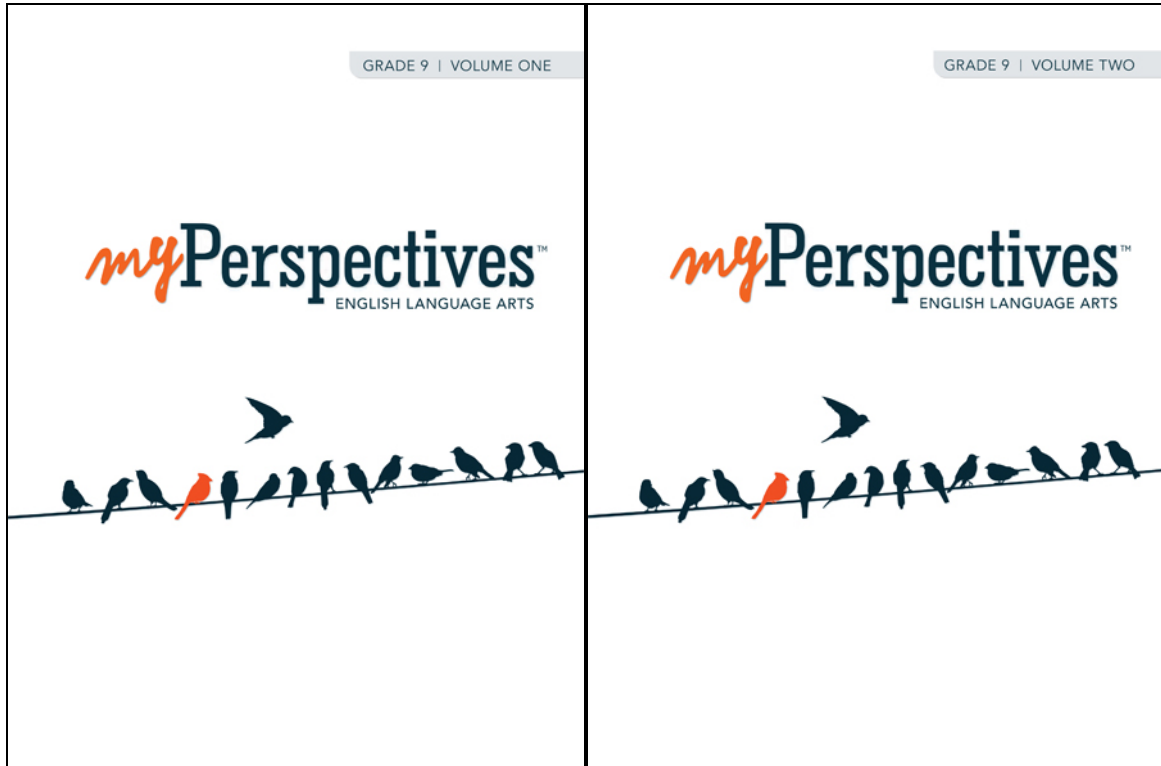 GRADE 9 | VOLUME ONE
myPerspectives™
ENGLISH LANGUAGE ARTS
GRADE 9 | VOLUME TWO
myPerspectives™
ENGLISH LANGUAGE ARTS